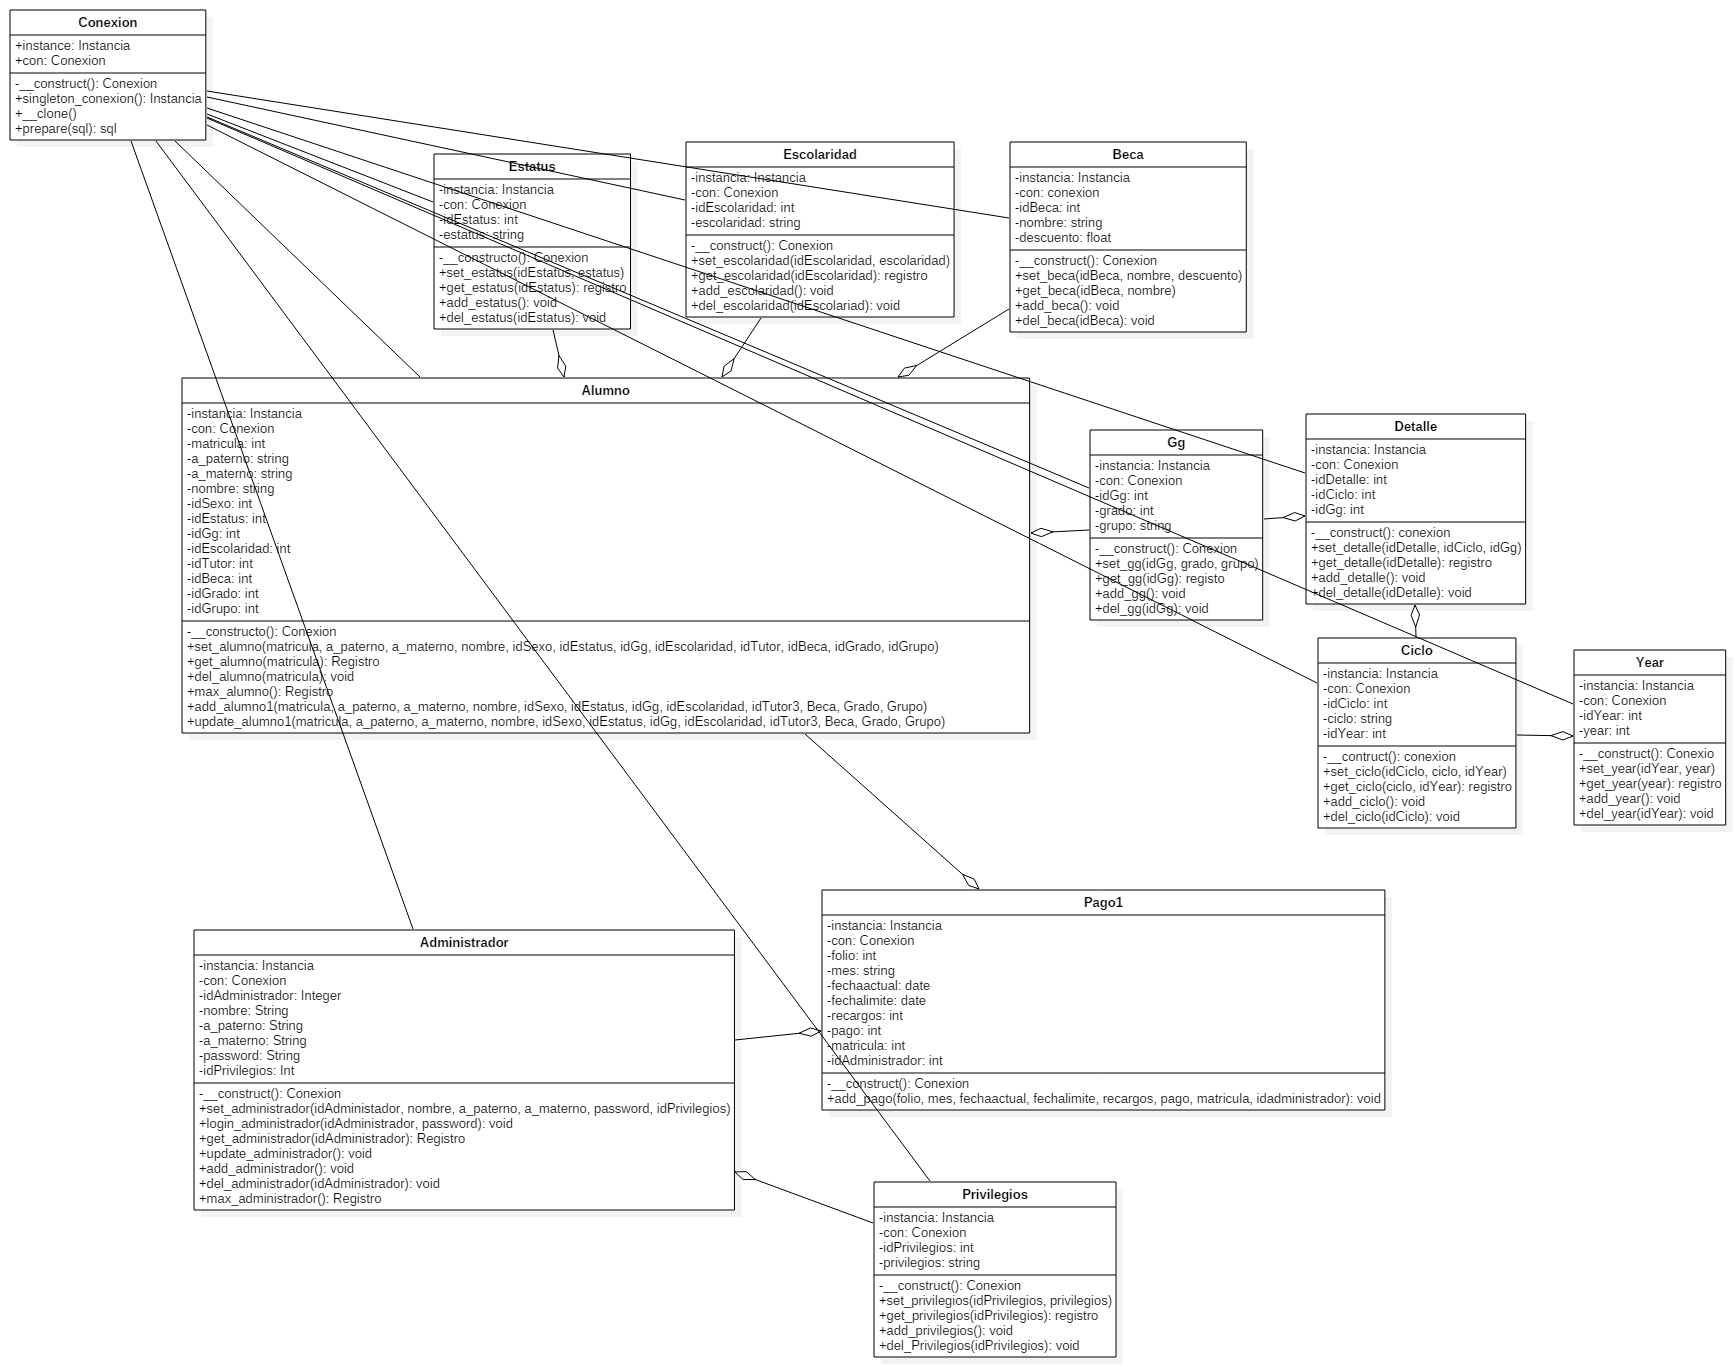 Conexion
+instance: Instancia
+con: Conexion
-__construct(): Conexion
+singleton_conexion(): Instancia
+__clone()
+prepare(sql): sql
Estatus
-instancia: Instancia
-con: Conexion
-idEstatus: int
-estatus: string
-__constructo(): Conexion
+set_estatus(idEstatus, estatus)
+get_estatus(idEstatus): registro
+add_estatus(): void
+del_estatus(idEstatus): void
Escolaridad
-instancia: Instancia
-con: Conexion
-idEscolaridad: int
-escolaridad: string
-__construct(): Conexion
+set_escolaridad(idEscolaridad, escolaridad)
+get_escolaridad(idEscolaridad): registro
+add_escolaridad(): void
+del_escolaridad(idEscolariad): void
Beca
-instancia: Instancia
-con: conexion
-idBeca: int
-nombre: string
-descuento: float
-__construct(): Conexion
+set_beca(idBeca, nombre, descuento)
+get_beca(idBeca, nombre)
+add_beca(): void
+del_beca(idBeca): void
Alumno
-instancia: Instancia
-con: Conexion
-matricula: int
-a_paterno: string
-a_materno: string
-nombre: string
-idSexo: int
-idEstatus: int
-idGg: int
-idEscolaridad: int
-idTutor: int
-idBeca: int
-idGrado: int
-idGrupo: int
-__constructo(): Conexion
+set_alumno(matricula, a_paterno, a_materno, nombre, idSexo, idEstatus, idGg, idEscolaridad, idTutor, idBeca, idGrado, idGrupo)
+get_alumno(matricula): Registro
+del_alumno(matricula): void
+max_alumno(): Registro
+add_alumno1(matricula, a_paterno, a_materno, nombre, idSexo, idEstatus, idGg, idEscolaridad, idTutor3, Beca, Grado, Grupo)
+update_alumno1(matricula, a_paterno, a_materno, nombre, idSexo, idEstatus, idGg, idEscolaridad, idTutor3, Beca, Grado, Grupo)
Gg
-instancia: Instancia
-con: Conexion
-idGg: int
-grado: int
-grupo: string
-__construct(): Conexion
+set_gg(idGg, grado, grupo)
+get_gg(idGg): registo
+add_gg(): void
+del_gg(idGg): void
Detalle
-instancia: Instancia
-con: Conexion
-idDetalle: int
-idCiclo: int
-idGg: int
-__construct(): conexion
+set_detalle(idDetalle, idCiclo, idGg)
+get_detalle(idDetalle): registro
+add_detalle(): void
+del_detalle(idDetalle): void
Ciclo
-instancia: Instancia
-con: Conexion
-idCiclo: int
-ciclo: string
-idYear: int
-__contruct(): conexion
+set_ciclo(idCiclo, ciclo, idYear)
+get_ciclo(ciclo, idYear): registro
+add_ciclo(): void
+del_ciclo(idCiclo): void
Year
-instancia: Instancia
-con: Conexion
-idYear: int
-year: int
-__construct(): Conexio
+set_year(idYear, year)
+get_year(year): registro
+add_year(): void
+del_year(idYear): void
Pago1
-instancia: Instancia
-con: Conexion
-folio: int
-mes: string
-fechaactual: date
-fechalimite: date
-recargos: int
-pago: int
-matricula: int
-idAdministrador: int
-__construct(): Conexion
+add_pago(folio, mes, fechaactual, fechalimite, recargos, pago, matricula, idadministrador): void
Administrador
-instancia: Instancia
-con: Conexion
-idAdministrador: Integer
-nombre: String
-a_paterno: String
-a_materno: String
-password: String
-idPrivilegios: Int
-__construct(): Conexion
+set_administrador(idAdministador, nombre, a_paterno, a_materno, password, idPrivilegios)
+login_administrador(idAdministrador, password): void
+get_administrador(idAdministrador): Registro
+update_administrador(): void
+add_administrador(): void
+del_administrador(idAdministrador): void
+max_administrador(): Registro
Privilegios
-instancia: Instancia
-con: Conexion
-idPrivilegios: int
-privilegios: string
-__construct(): Conexion
+set_privilegios(idPrivilegios, privilegios)
+get_privilegios(idPrivilegios): registro
+add_privilegios(): void
+del_Privilegios(idPrivilegios): void